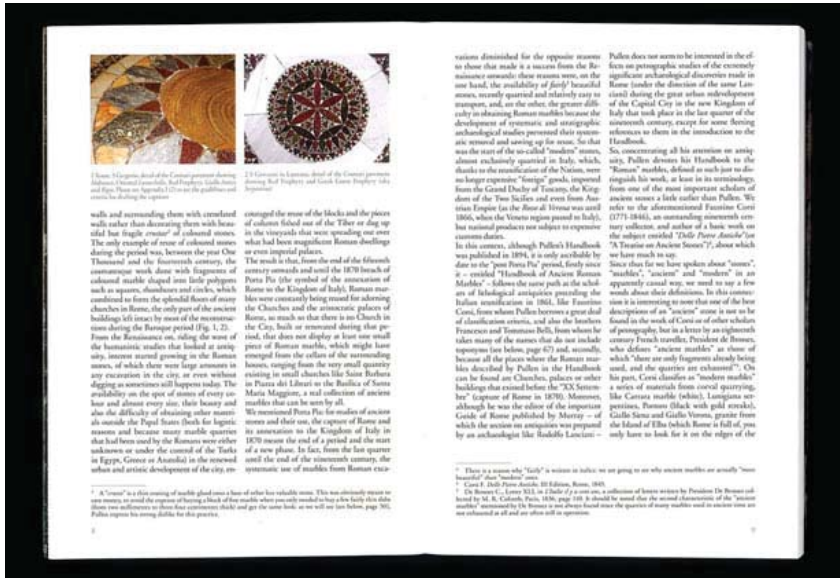 walls and surrounding them with crenelated
walls rather than decorating them with beau-
tiful but fragile crustae² of coloured stones.
The only example of reuse of coloured stones
during the period was, between the year One
Thousand and the fourteenth century, the
cosmatesque work done with fragments of
coloured marble shaped into little polygons
such as squares, rhombuses and circles, which
combined to form the splendid floors of many
churches in Rome, the only part of the ancient
buildings left intact by most of the reconstruc-
tions during the Baroque period (Fig. 1, 2).
From the Renaissance on, riding the wave of
the humanistic studies that looked at antiq-
uity, interest started growing in the Roman
stones, of which there were large amounts in
any excavation in the city, or even without
digging as sometimes still happens today. The
availability on the spot of stones of every col-
our and almost every size, their beauty and
also the difficulty of obtaining other materi-
als outside the Papal States (both for logistic
reasons and because many marble quarries
that had been used by the Romans were either
unknown or under the control of the Turks
in Egypt, Greece or Anatolia) in the renewed
urban and artistic development of the city, en-
couraged the reuse of the blocks and the pieces
of column fished out of the Tiber or dug up
in the vineyards that were spreading out over
what had been magnificent Roman dwellings
or even imperial palaces.
The result is that, from the end of the fifteenth
century onwards and until the 1870 breach of
Porta Pia (the symbol of the annexation of
Rome to the Kingdom of Italy), Roman mar-
bles were constantly being reused for adorning
the Churches and the aristocratic palaces of
Rome, so much so that there is no Church in
the City, built or renovated during that pe-
riod, that does not display at least one small
piece of Roman marble, which might have
emerged from the cellars of the surrounding
houses, ranging from the very small quantity
existing in small churches like Saint Barbara
in Piazza dei Librari to the Basilica of Santa
Maria Maggiore, a real collection of ancient
marbles that can be seen by all.
We mentioned Porta Pia: for studies of ancient
stones and their use, the capture of Rome and
its annexation to the Kingdom of Italy in
1870 meant the end of a period and the start
of a new phase. In fact, from the last quarter
until the end of the nineteenth century, the
systematic use of marbles from Roman exca-
vations diminished for the opposite reasons
to those that made it a success from the Re-
naissance onwards: these reasons were, on the
one hand, the availability of fairly³ beautiful
stones, recently quarried and relatively easy to
transport, and, on the other, the greater diffi-
culty in obtaining Roman marbles because the
development of systematic and stratigraphic
archaeological studies prevented their system-
atic removal and sawing up for reuse. So that
was the start of the so-called "modern" stones,
almost exclusively quarried in Italy, which,
thanks to the reunification of the Nation, were
no longer expensive "foreign" goods, imported
from the Grand Duchy of Tuscany, the King-
dom of the Two Sicilies and even from Aus-
trian Empire (as the Rosso di Verona was until
1866, when the Veneto region passed to Italy),
but national products not subject to expensive
customs duties.
In this context, although Pullen's Handbook
was published in 1894, it is only ascribable by
date to the "post Porta Pia" period, firstly since
it – entitled "Handbook of Ancient Roman
Marbles" – follows the same path as the schol-
ars of lithological antiquities preceding the
Italian reunification in 1861, like Faustino
Corsi, from whom Pullen borrows a great deal
of classification criteria, and also the brothers
Francesco and Tommaso Belli, from whom he
takes many of the names that do not include
toponyms (see below, page 67) and, secondly,
because all the places where the Roman mar-
bles described by Pullen in the Handbook
can be found are Churches, palaces or other
buildings that existed before the "XX Settem-
bre" (capture of Rome in 1870). Moreover,
although he was the editor of the important
Guide of Rome published by Murray – of
which the section on antiquities was prepared
by an archaeologist like Rodolfo Lanciani –
Pullen does not seem to be interested in the ef-
fects on petrographic studies of the extremely
significant archaeological discoveries made in
Rome (under the direction of the same Lan-
ciani) during the great urban redevelopment
of the Capital City in the new Kingdom of
Italy that took place in the last quarter of the
nineteenth century, except for some fleeting
references to them in the introduction to the
Handbook.
So, concentrating all his attention on antiq-
uity, Pullen devotes his Handbook to the
"Roman" marbles, defined as such just to dis-
tinguish his work, at least in its terminology,
from one of the most important scholars of
ancient stones a little earlier than Pullen. We
refer to the aforementioned Faustino Corsi
(1771-1846), an outstanding nineteenth cen-
tury collector, and author of a basic work on
the subject entitled "Delle Pietre Antiche" (or
"A Treatise on Ancient Stones")⁴, about which
we have much to say.
Since thus far we have spoken about "stones",
"marbles", "ancient" and "modern" in an
apparently casual way, we need to say a few
words about their definitions. In this connec-
tion it is interesting to note that one of the best
descriptions of an "ancient" stone is not to be
found in the work of Corsi or of other scholars
of petrography, but in a letter by an eighteenth
century French traveller, President de Brosses,
who defines "ancient marbles" as those of
which "there are only fragments already being
used, and the quarries are exhausted"⁵. On
his part, Corsi classifies as "modern marbles"
a series of materials from coeval quarrying,
like Carrara marble (white), Lunigiana ser-
pentines, Portoro (black with gold streaks),
Giallo Siena and Giallo Verona, granite from
the Island of Elba (which Rome is full of, you
only have to look for it on the edges of the